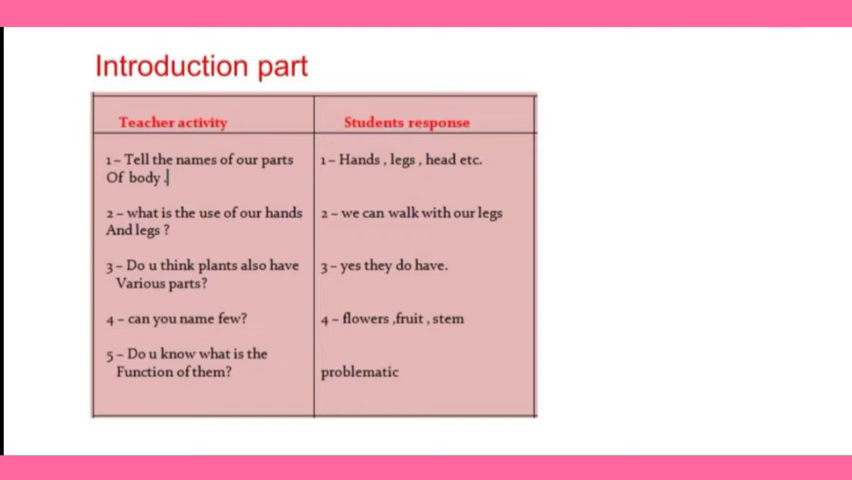 Introduction part
Teacher activity
Students response
1 – Tell the names of our parts
Of body .
1 – Hands , legs , head etc.
2 – what is the use of our hands
And legs ?
2 – we can walk with our legs
3 – Do u think plants also have
Various parts?
3 – yes they do have.
4 – can you name few?
4 – flowers ,fruit , stem
5 – Do u know what is the
Function of them?
problematic